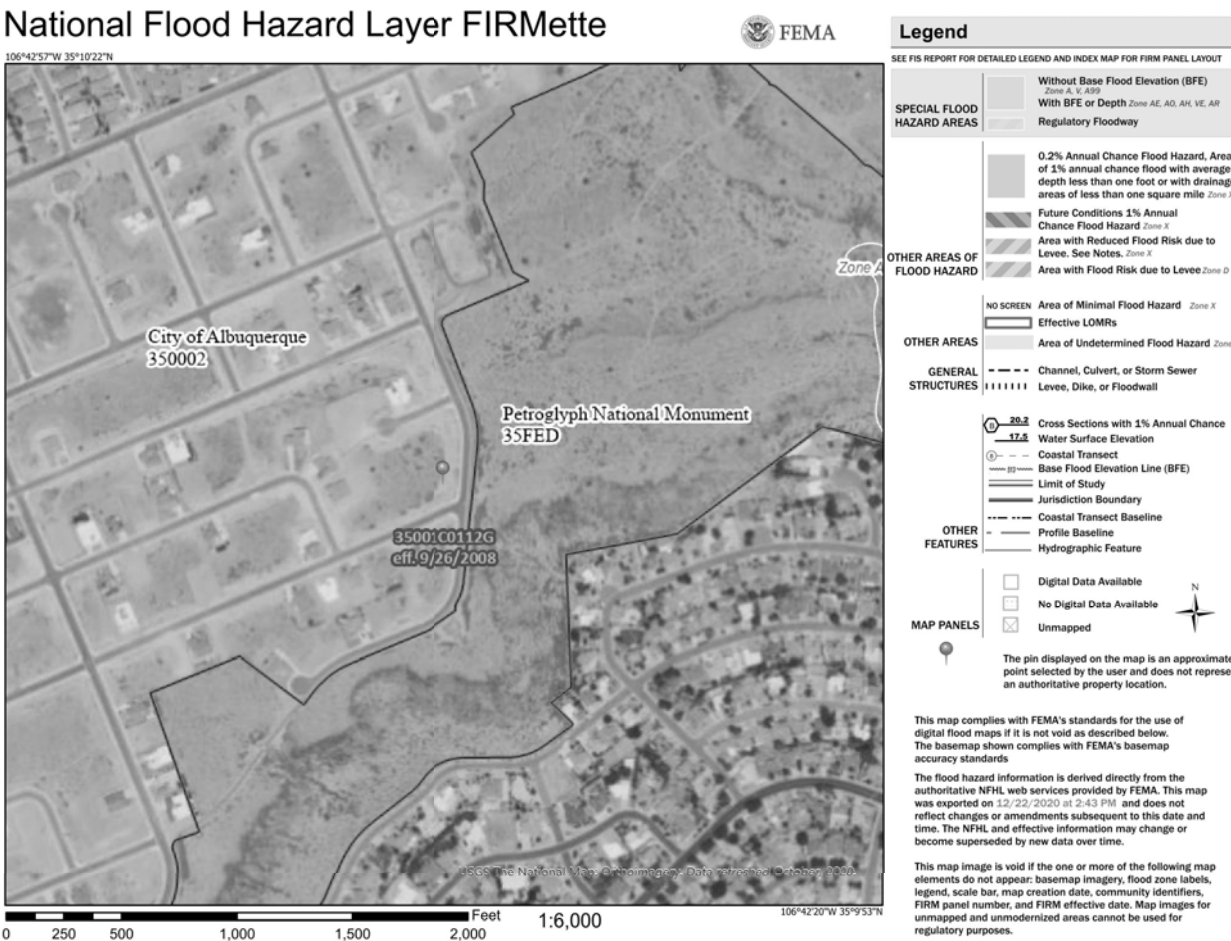 National Flood Hazard Layer FIRMette
FEMA
106°42'57"W 35°10'22"N
City of Albuquerque
350002
Petroglyph National Monument
35FED
Zone A
35001C0112G
eff. 9/26/2008
USGS The National Map: Orthoimagery. Data refreshed October, 2020.
106°42'20"W 35°9'53"N
Feet
0 250 500 1,000 1,500 2,000
1:6,000
Legend
SEE FIS REPORT FOR DETAILED LEGEND AND INDEX MAP FOR FIRM PANEL LAYOUT
SPECIAL FLOOD
HAZARD AREAS
Without Base Flood Elevation (BFE)
Zone A, V, A99
With BFE or Depth Zone AE, AO, AH, VE, AR
Regulatory Floodway
OTHER AREAS OF
FLOOD HAZARD
0.2% Annual Chance Flood Hazard, Area
of 1% annual chance flood with average
depth less than one foot or with drainag
areas of less than one square mile Zone
Future Conditions 1% Annual
Chance Flood Hazard Zone X
Area with Reduced Flood Risk due to
Levee. See Notes. Zone X
Area with Flood Risk due to Levee Zone D
OTHER AREAS
NO SCREEN Area of Minimal Flood Hazard Zone X
Effective LOMRs
Area of Undetermined Flood Hazard Zone
GENERAL
STRUCTURES
Channel, Culvert, or Storm Sewer
Levee, Dike, or Floodwall
OTHER
FEATURES
B 20.2 Cross Sections with 1% Annual Chance
17.5 Water Surface Elevation
8 Coastal Transect
513 Base Flood Elevation Line (BFE)
Limit of Study
Jurisdiction Boundary
Coastal Transect Baseline
Profile Baseline
Hydrographic Feature
MAP PANELS
Digital Data Available
No Digital Data Available
Unmapped
N
The pin displayed on the map is an approximate
point selected by the user and does not represe
an authoritative property location.
This map complies with FEMA's standards for the use of
digital flood maps if it is not void as described below.
The basemap shown complies with FEMA's basemap
accuracy standards
The flood hazard information is derived directly from the
authoritative NFHL web services provided by FEMA. This map
was exported on 12/22/2020 at 2:43 PM and does not
reflect changes or amendments subsequent to this date and
time. The NFHL and effective information may change or
become superseded by new data over time.
This map image is void if the one or more of the following map
elements do not appear: basemap imagery, flood zone labels,
legend, scale bar, map creation date, community identifiers,
FIRM panel number, and FIRM effective date. Map images for
unmapped and unmodernized areas cannot be used for
regulatory purposes.